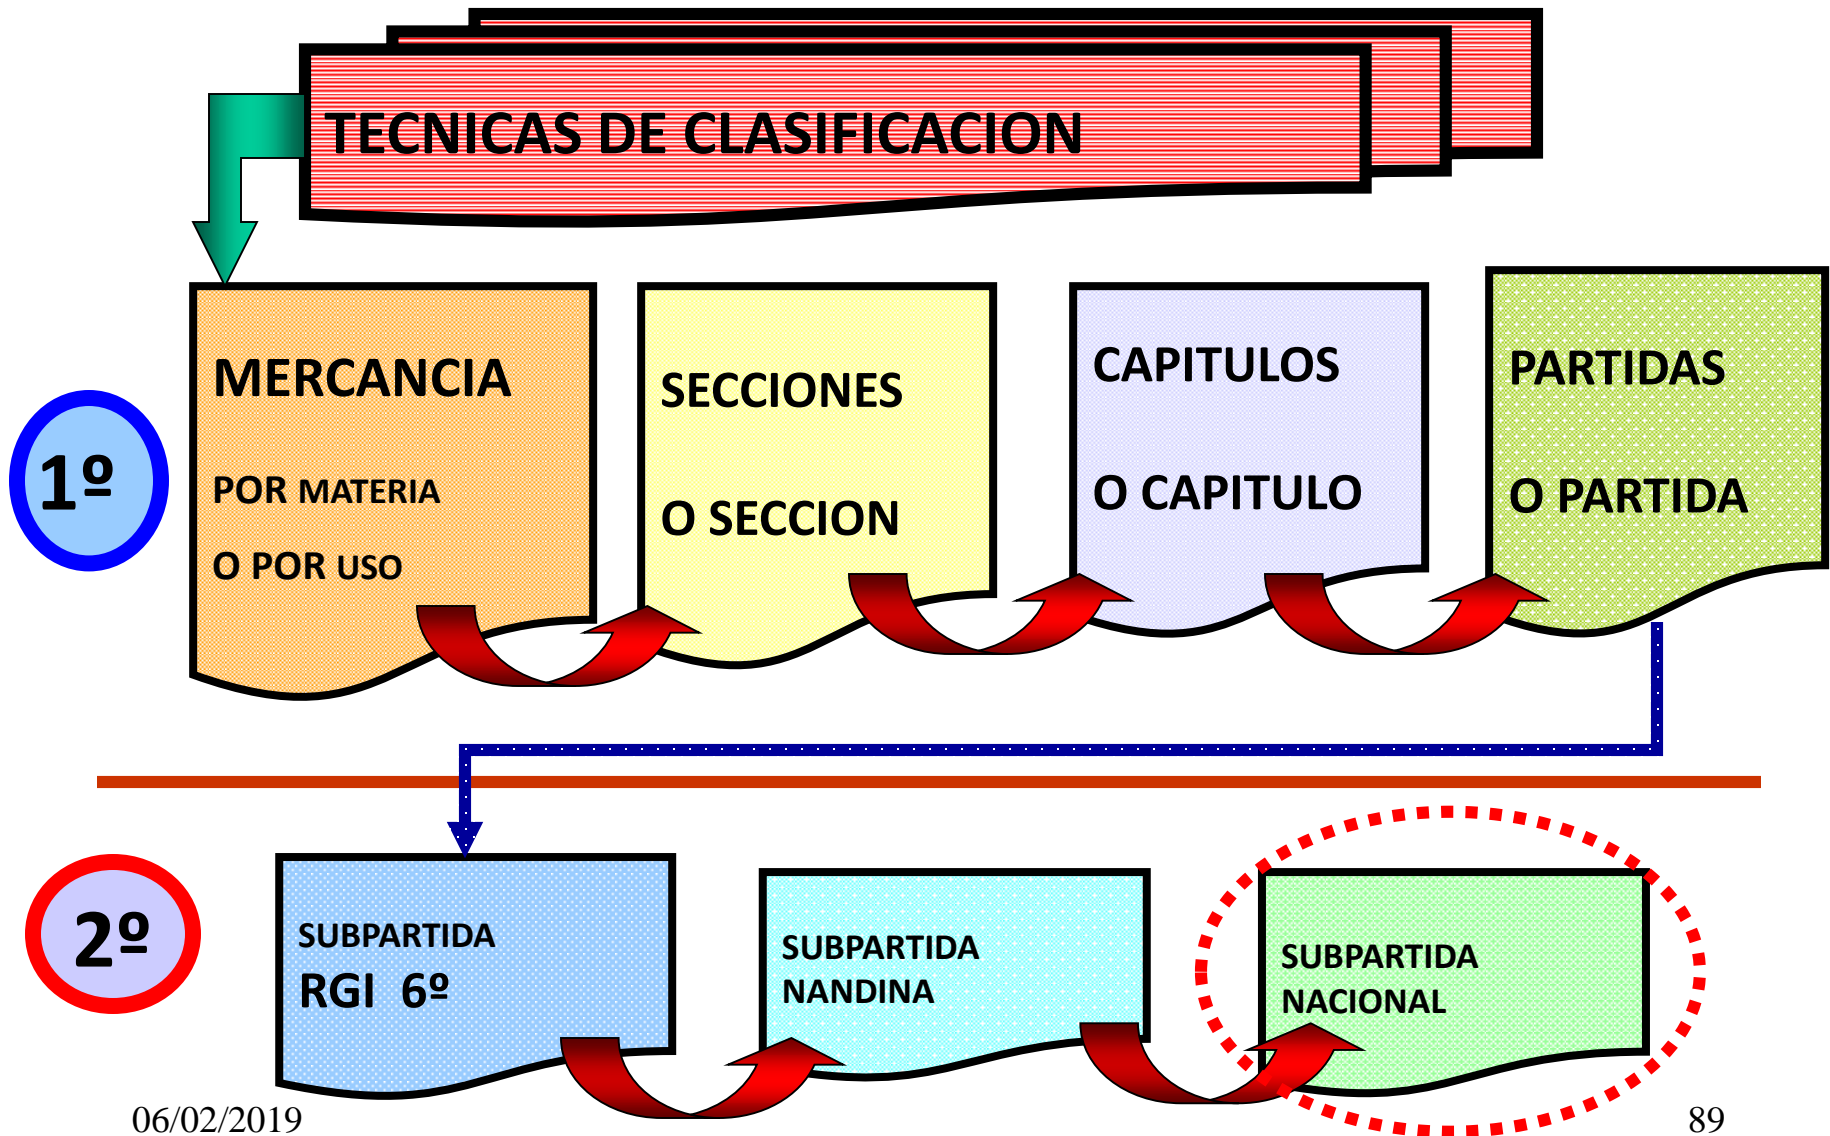 TECNICAS DE CLASIFICACION
1º
MERCANCIA
POR MATERIA
O POR USO
SECCIONES
O SECCION
CAPITULOS
O CAPITULO
PARTIDAS
O PARTIDA
2º
SUBPARTIDA
RGI 6º
SUBPARTIDA
NANDINA
SUBPARTIDA
NACIONAL
06/02/2019
89